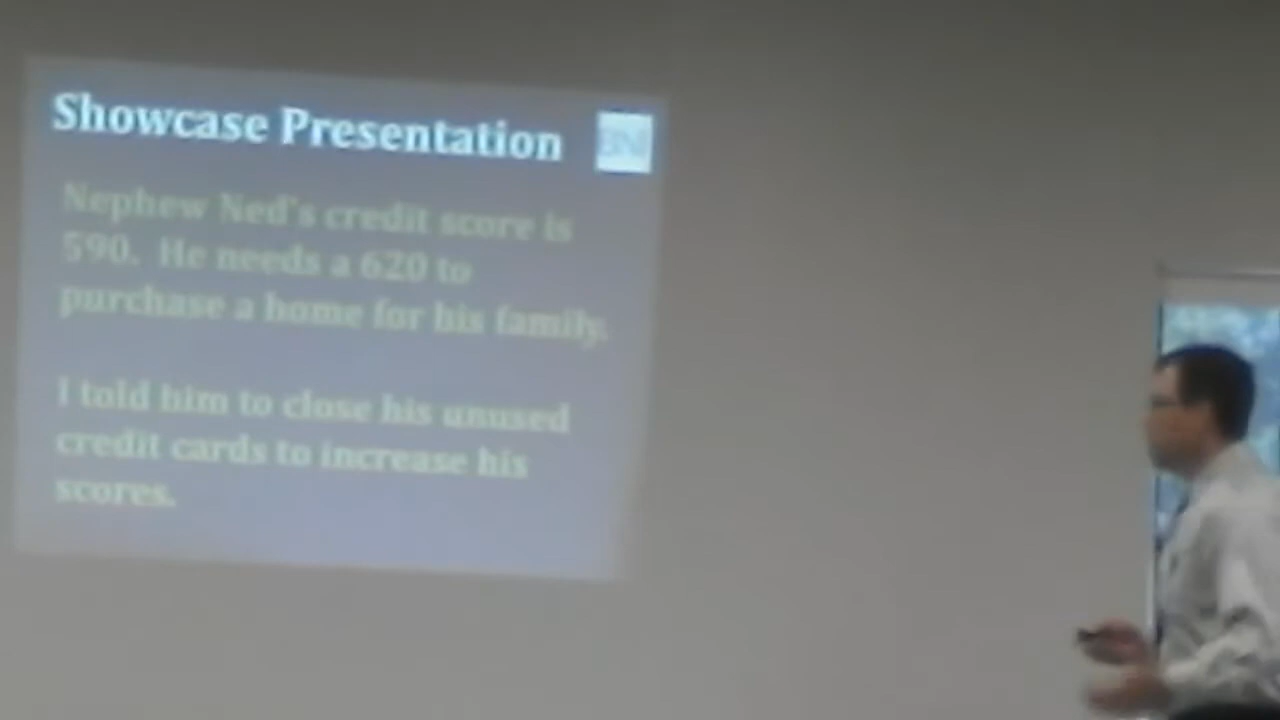 Showcase Presentation
Nephew Ned's credit score is
590. He needs a 620 to
purchase a home for his family.
I told him to close his unused
credit cards to increase his
scores.